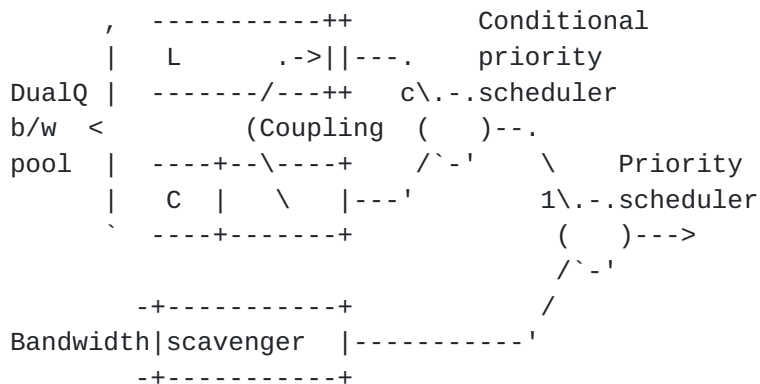 ,  -----------++        Conditional
      |   L      .->||---.    priority
DualQ |  -------/---++   c\.-.scheduler
b/w  <         (Coupling  (   )--.
pool  |  ----+--\----+    /`-'    \    Priority
      |   C  |   \   |---'        1\.-.scheduler
      `  ----+-------+             (   )--->
                                   /`-'
        -+-----------+            /
Bandwidth|scavenger  |-----------'
        -+-----------+